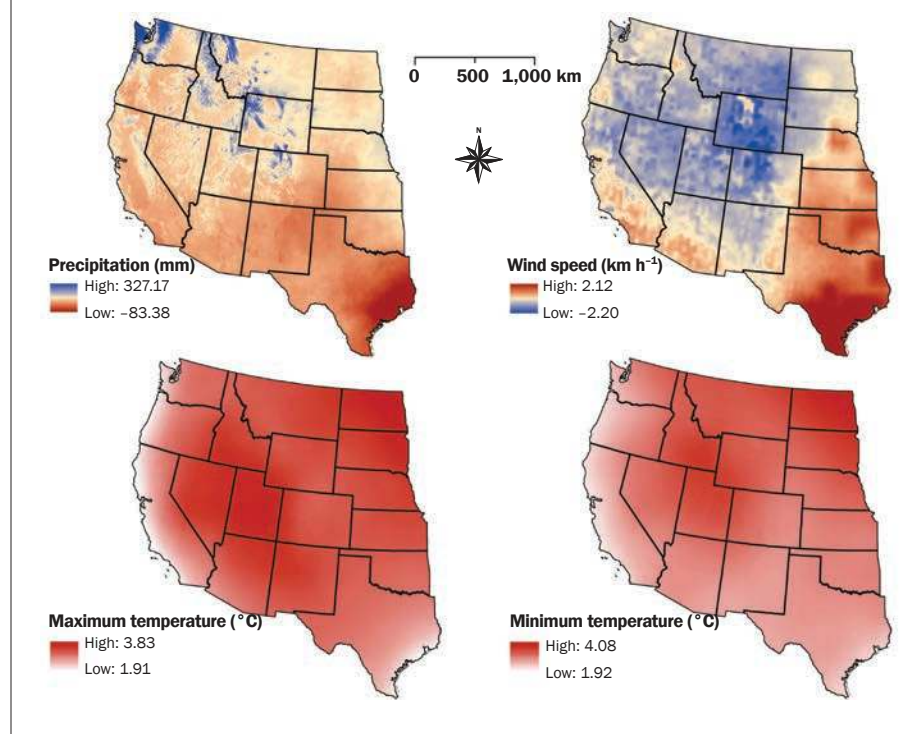 0 500 1,000 km
N
Precipitation (mm)
High: 327.17
Low: –83.38
Wind speed (km h⁻¹)
High: 2.12
Low: –2.20
Maximum temperature (°C)
High: 3.83
Low: 1.91
Minimum temperature (°C)
High: 4.08
Low: 1.92